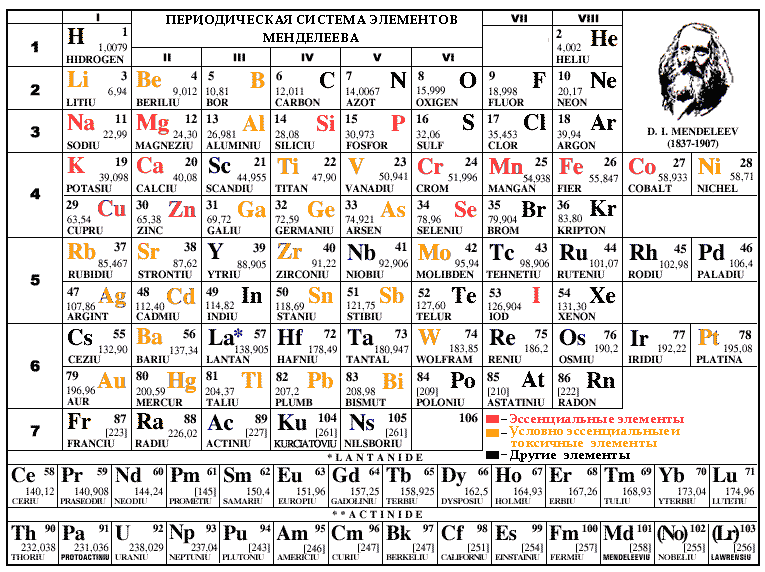 I ПЕРИОДИЧЕСКАЯ СИСТЕМА ЭЛЕМЕНТОВ VII VIII
МЕНДЕЛЕЕВА
1 H 1 2 He
1,0079 4,002
HIDROGEN HELIU
II III IV V VI
2 Li 3 Be 4 5 B 6 C 7 N 8 O 9 F 10 Ne
6,94 9,012 10,81 12,011 14,0067 15,999 18,998 20,17
LITIU BERILIU BOR CARBON AZOT OXIGEN FLUOR NEON
3 Na 11 Mg 12 13 Al 14 Si 15 P 16 S 17 Cl 18 Ar
22,99 24,30 26,981 28,08 30,973 32,06 35,453 39,94
SODIU MAGNEZIU ALUMINIU SILICIU FOSFOR SULF CLOR ARGON
D. I. MENDELEEV
(1837-1907)
4 K 19 Ca 20 Sc 21 Ti 22 V 23 Cr 24 Mn 25 Fe 26 Co 27 Ni 28
39,098 40,08 44,955 47,90 50,941 51,996 54,938 55,847 58,933 58,71
POTASIU CALCIU SCANDIU TITAN VANADIU CROM MANGAN FIER COBALT NICHEL
29 Cu 30 Zn 31 Ga 32 Ge 33 As 34 Se 35 Br 36 Kr
63,54 65,38 69,72 72,59 74,921 78,96 79,904 83,80
CUPRU ZINC GALIU GERMANIU ARSEN SELENIU BROM KRIPTON
5 Rb 37 Sr 38 Y 39 Zr 40 Nb 41 Mo 42 Tc 43 Ru 44 Rh 45 Pd 46
85,467 87,62 88,905 91,22 92,906 95,94 98,906 101,07 102,98 106,4
RUBIDIU STRONTIU YTRIU ZIRCONIU NIOBIU MOLIBDEN TEHNETIU RUTENIU RODIU PALADIU
47 Ag 48 Cd 49 In 50 Sn 51 Sb 52 Te 53 I 54 Xe
107,86 112,40 114,82 118,69 121,75 127,60 126,904 131,30
ARGINT CADMIU INDIU STANIU STIBIU TELUR IOD XENON
6 Cs 55 Ba 56 La* 57 Hf 72 Ta 73 W 74 Re 75 Os 76 Ir 77 Pt 78
132,90 137,34 138,905 178,49 180,947 183,85 186,2 190,2 192,22 195,08
CEZIU BARIU LANTAN HAFNIU TANTAL WOLFRAM RENIU OSMIU IRIDIU PLATINA
79 Au 80 Hg 81 Tl 82 Pb 83 Bi 84 Po 85 At 86 Rn
196,96 200,59 204,37 207,2 208,98 [209] [210] [222]
AUR MERCUR TALIU PLUMB BISMUT POLONIU ASTATINIU RADON
7 Fr 87 Ra 88 Ac 89 Ku 104 Ns 105 106
[223] 226,02 [227] [261] [261]
FRANCIU RADIU ACTINIU KURCIATOVIU NILSBORIU
– Эссенциальные элементы
– Условно эссенциальныеи
токсичные элементы
– Другие элементы
*LANTANIDE
Ce 58 Pr 59 Nd 60 Pm 61 Sm 62 Eu 63 Gd 64 Tb 65 Dy 66 Ho 67 Er 68 Tm 69 Yb 70 Lu 71
140,12 140,908 144,24 [145] 150,4 151,96 157,25 158,925 162,5 164,93 167,26 168,93 173,04 174,96
CERIU PRASEODIU NEODIU PROMETIU SAMARIU EUROPIU GADOLINIU TERBIU DYSPOSIU HOLMIU ERBIU TULIU YTERBIU LUTETIU
**ACTINIDE
Th 90 Pa 91 U 92 Np 93 Pu 94 Am 95 Cm 96 Bk 97 Cf 98 Es 99 Fm 100 Md 101 (No) 102 (Lr) 103
232,038 231,036 238,029 237,04 [243] [246] [247] [247] [251] [254] [257] [258] [255] [256]
THORIU PROTOACTINIU URANIU NEPTUNIU PLUTONIU AMERICIU CURIU BERKELIU CALIFORNIU EINSTAINIU FERMIU MENDELEEVIU NOBELIU LAWRENSIU